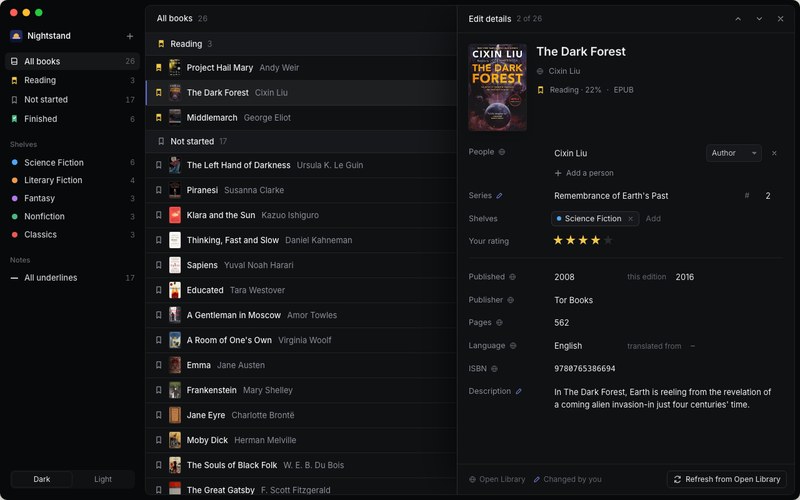 Nightstand
All books 26
Reading 3
Not started 17
Finished 6
Shelves
Science Fiction 6
Literary Fiction 4
Fantasy 3
Nonfiction 3
Classics 3
Notes
All underlines 17
Dark Light
All books 26
Reading 3
Project Hail Mary Andy Weir
The Dark Forest Cixin Liu
Middlemarch George Eliot
Not started 17
The Left Hand of Darkness Ursula K. Le Guin
Piranesi Susanna Clarke
Klara and the Sun Kazuo Ishiguro
Thinking, Fast and Slow Daniel Kahneman
Sapiens Yuval Noah Harari
Educated Tara Westover
A Gentleman in Moscow Amor Towles
A Room of One's Own Virginia Woolf
Emma Jane Austen
Frankenstein Mary Shelley
Jane Eyre Charlotte Brontë
Moby Dick Herman Melville
The Souls of Black Folk W. E. B. Du Bois
The Great Gatsby F. Scott Fitzgerald
Edit details 2 of 26
CIXIN LIU
THE DARK
FOREST
The Dark Forest
Cixin Liu
Reading · 22% · EPUB
People Cixin Liu Author
Add a person
Series Remembrance of Earth's Past # 2
Shelves Science Fiction Add
Your rating
Published 2008 this edition 2016
Publisher Tor Books
Pages 562
Language English translated from –
ISBN 9780765386694
Description In The Dark Forest, Earth is reeling from the revelation of
a coming alien invasion-in just four centuries' time.
Open Library Changed by you Refresh from Open Library